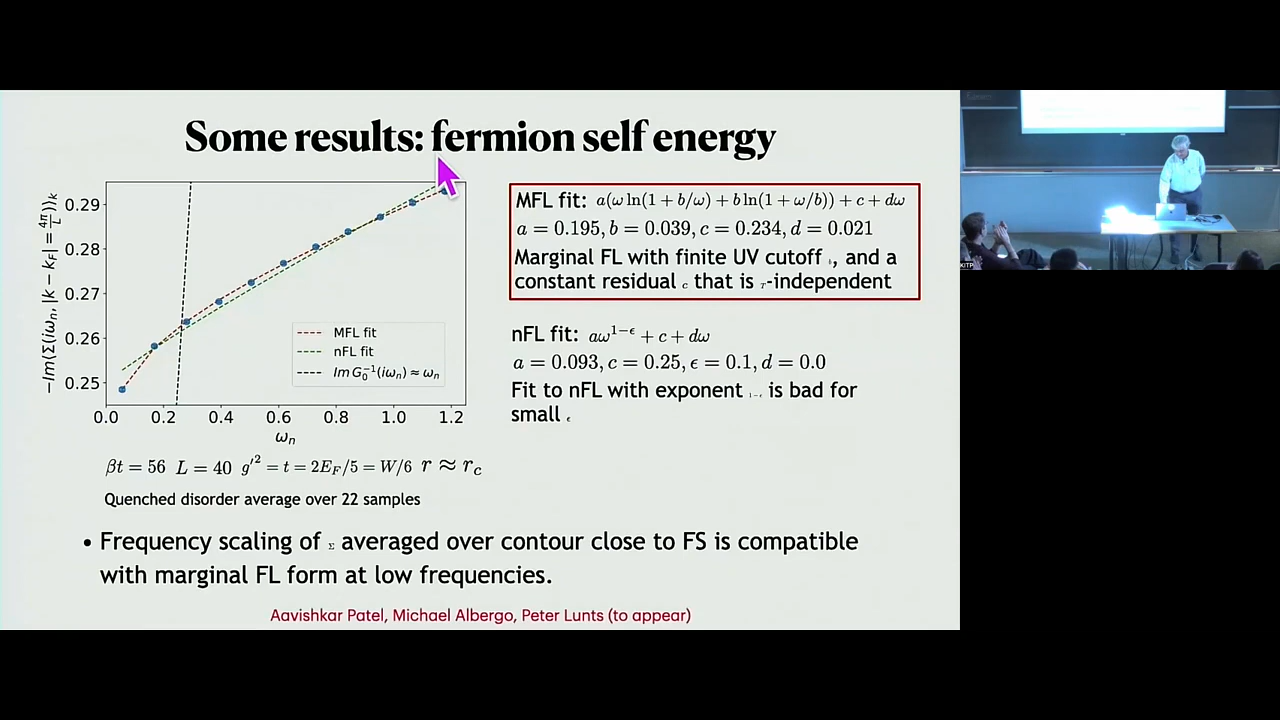 Some results: fermion self energy
−Im⟨Σ(iω_n, |k − k_F| = 4π/L)⟩_k
0.29
0.28
0.27
0.26
0.25
0.0 0.2 0.4 0.6 0.8 1.0 1.2
ω_n
MFL fit
nFL fit
Im G_0^{-1}(iω_n) ≈ ω_n
βt = 56 L = 40 g'^2 = t = 2E_F/5 = W/6 r ≈ r_c
Quenched disorder average over 22 samples
MFL fit: a(ω ln(1 + b/ω) + b ln(1 + ω/b)) + c + dω
a = 0.195, b = 0.039, c = 0.234, d = 0.021
Marginal FL with finite UV cutoff b, and a
constant residual c that is T-independent
nFL fit: aω^{1−ϵ} + c + dω
a = 0.093, c = 0.25, ϵ = 0.1, d = 0.0
Fit to nFL with exponent 1−ϵ is bad for
small ϵ
• Frequency scaling of Σ averaged over contour close to FS is compatible
with marginal FL form at low frequencies.
Aavishkar Patel, Michael Albergo, Peter Lunts (to appear)
KITP